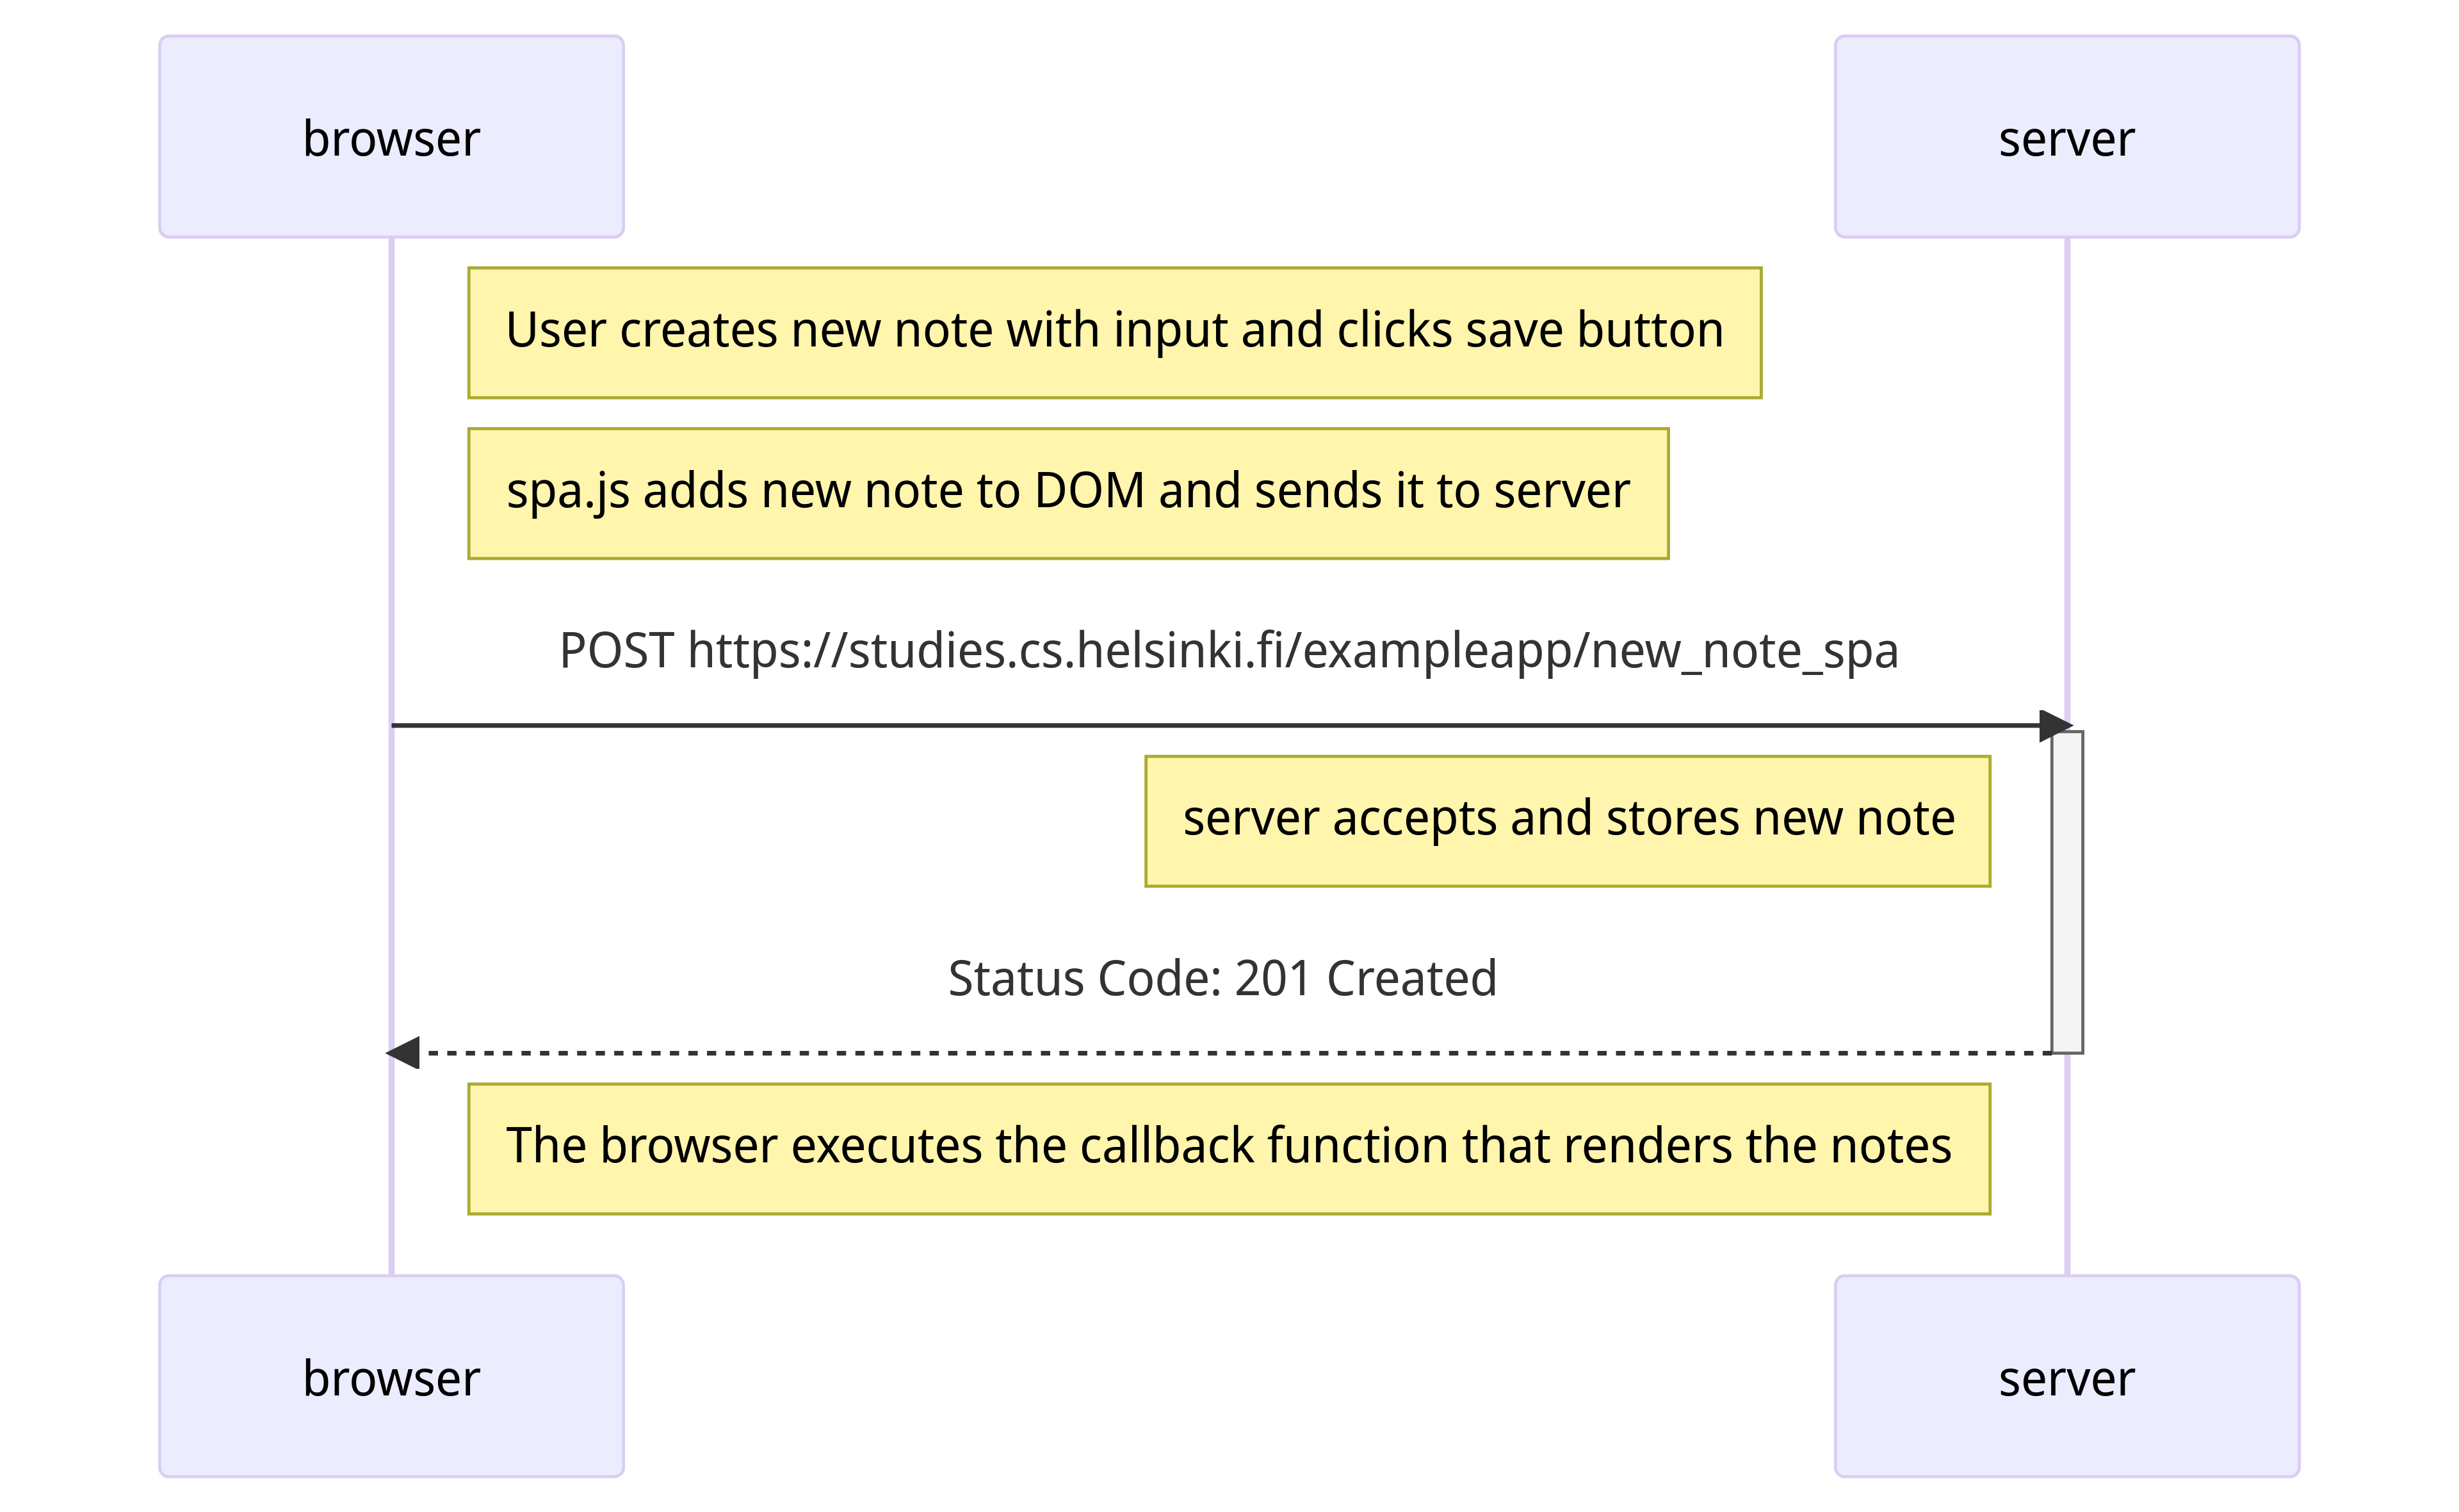 browser
server
User creates new note with input and clicks save button
spa.js adds new note to DOM and sends it to server
POST https://studies.cs.helsinki.fi/exampleapp/new_note_spa
server accepts and stores new note
Status Code: 201 Created
The browser executes the callback function that renders the notes
browser
server